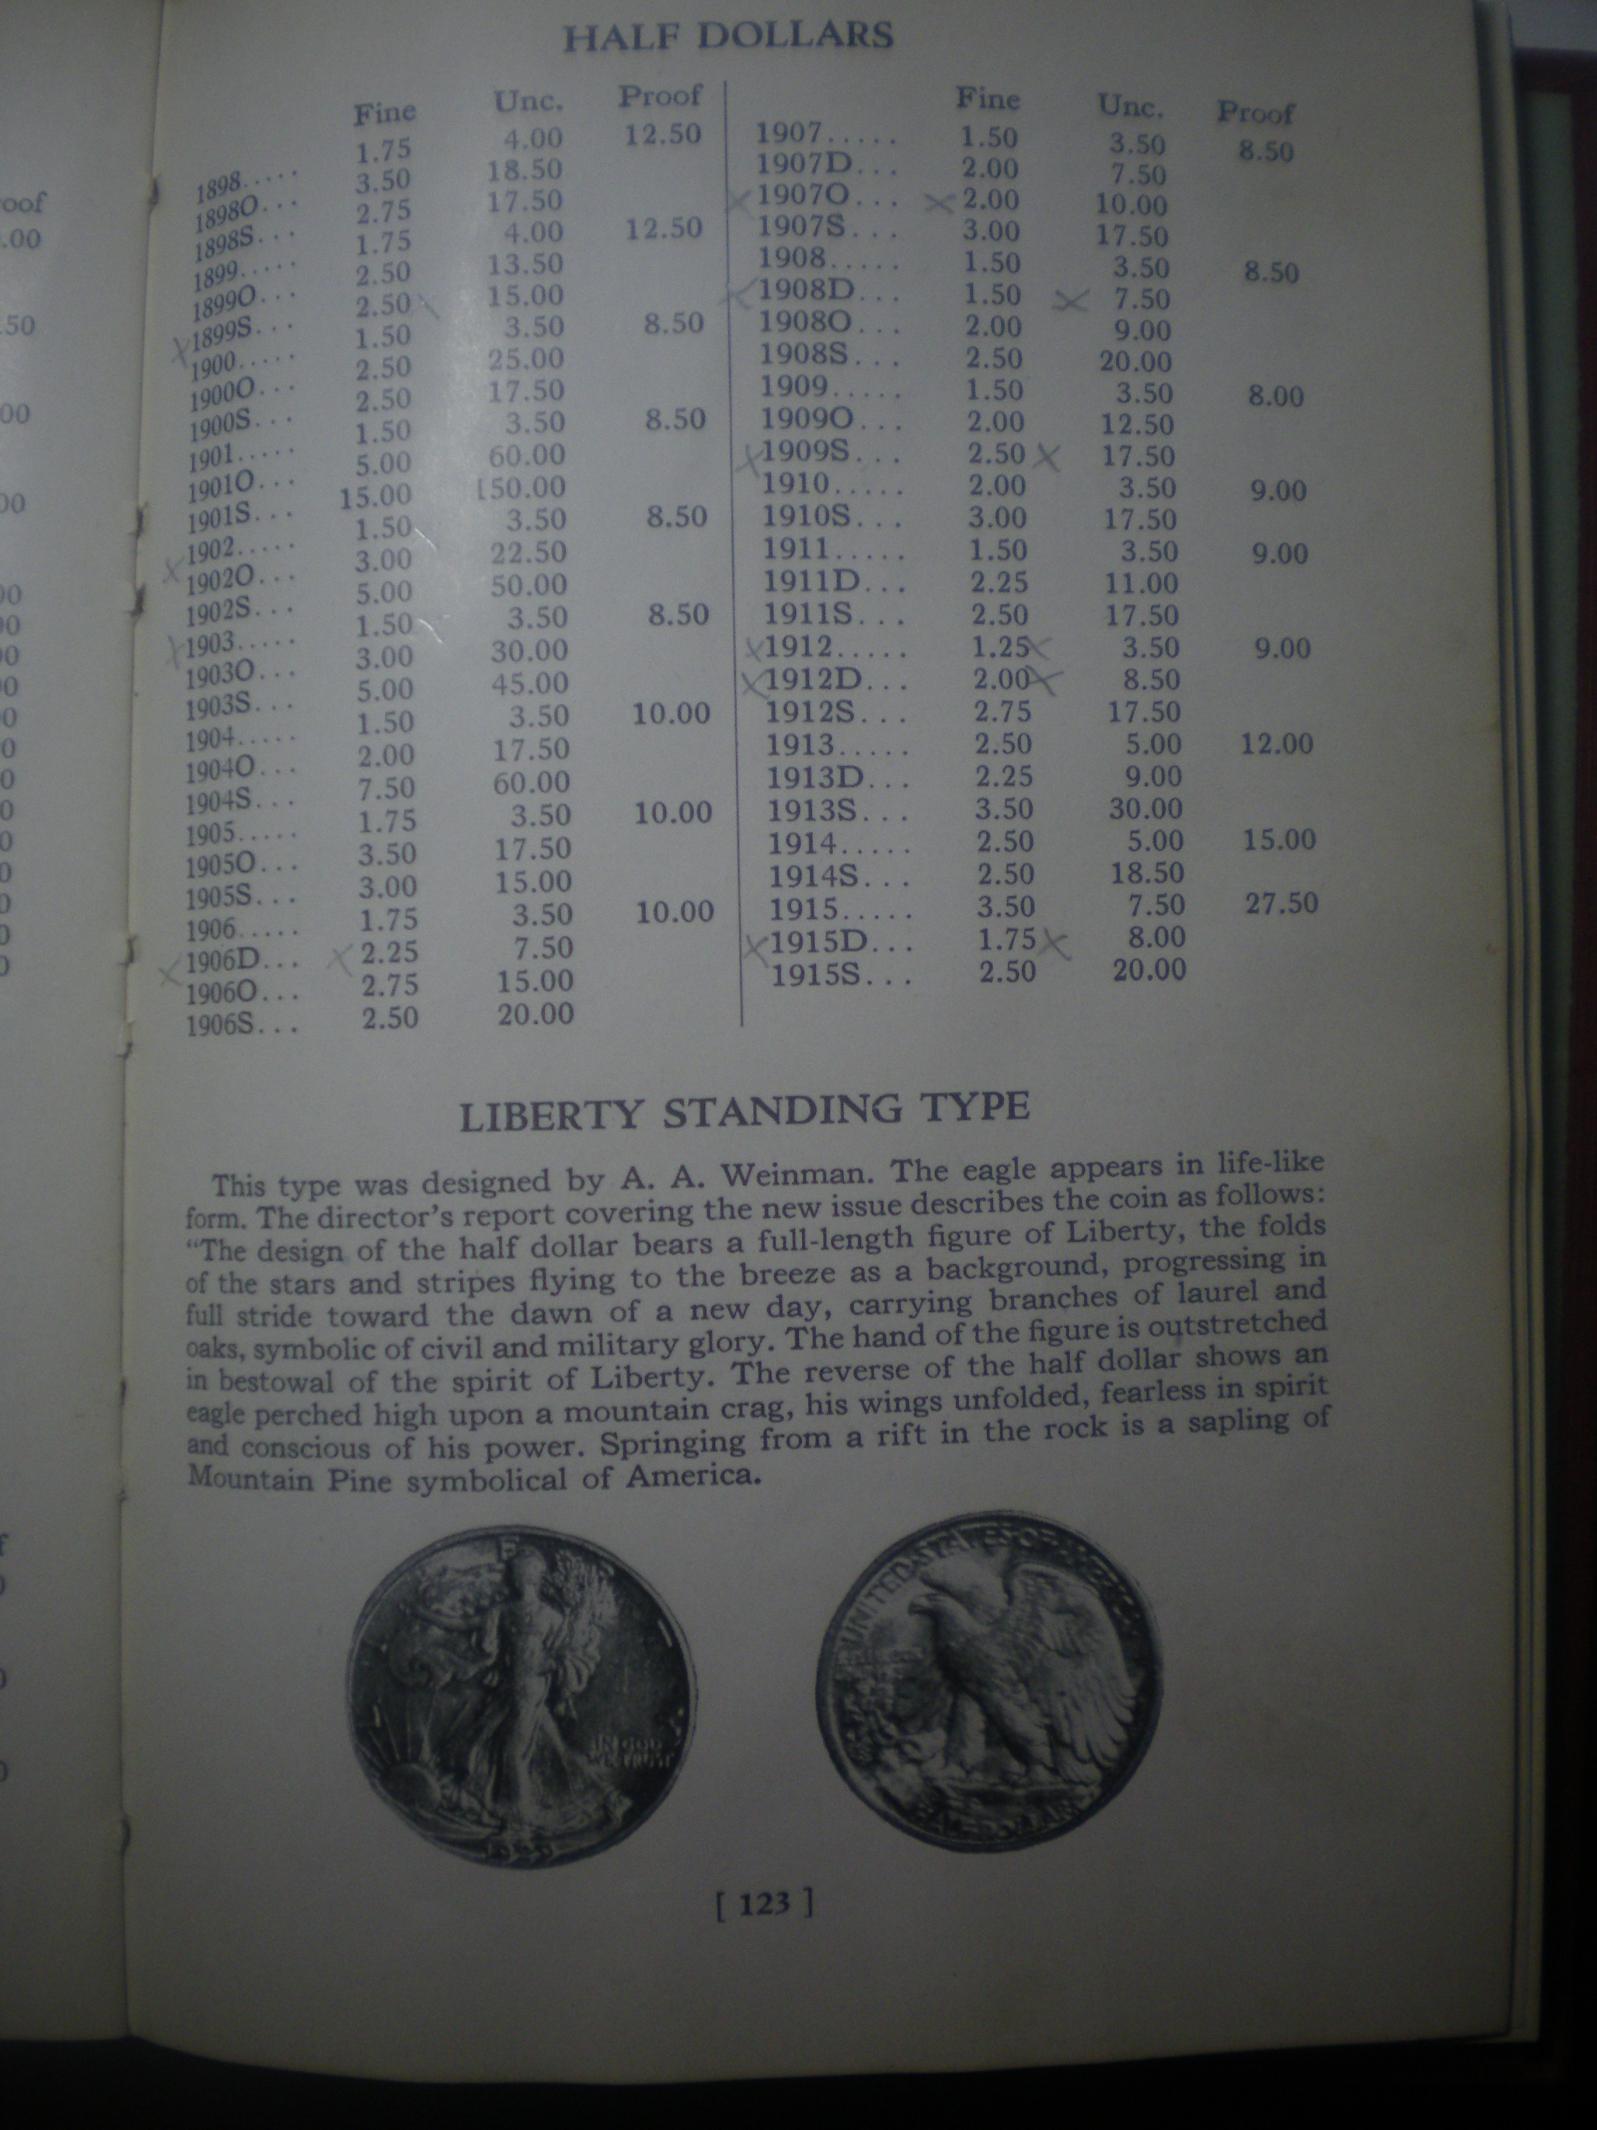 HALF DOLLARS
Fine Unc. Proof
1898..... 1.75 4.00 12.50
1898O... 3.50 18.50
1898S... 2.75 17.50
1899..... 1.75 4.00 12.50
1899O... 2.50 13.50
x 1899S... 2.50 x 15.00
1900..... 1.50 3.50 8.50
1900O... 2.50 25.00
1900S... 2.50 17.50
1901..... 1.50 3.50 8.50
1901O... 5.00 60.00
1901S... 15.00 150.00
1902..... 1.50 3.50 8.50
x 1902O... 3.00 22.50
1902S... 5.00 50.00
x 1903..... 1.50 3.50 8.50
1903O... 3.00 30.00
1903S... 5.00 45.00
1904..... 1.50 3.50 10.00
1904O... 2.00 17.50
1904S... 7.50 60.00
1905..... 1.75 3.50 10.00
1905O... 3.50 17.50
1905S... 3.00 15.00
1906..... 1.75 3.50 10.00
x 1906D... x 2.25 7.50
1906O... 2.75 15.00
1906S... 2.50 20.00
Fine Unc. Proof
1907..... 1.50 3.50 8.50
1907D... 2.00 7.50
x 1907O... x 2.00 10.00
1907S... 3.00 17.50
1908..... 1.50 3.50 8.50
x 1908D... 1.50 x 7.50
1908O... 2.00 9.00
1908S... 2.50 20.00
1909..... 1.50 3.50 8.00
1909O... 2.00 12.50
x 1909S... 2.50 x 17.50
1910..... 2.00 3.50 9.00
1910S... 3.00 17.50
1911..... 1.50 3.50 9.00
1911D... 2.25 11.00
1911S... 2.50 17.50
x 1912..... 1.25 x 3.50 9.00
x 1912D... 2.00 x 8.50
1912S... 2.75 17.50
1913..... 2.50 5.00 12.00
1913D... 2.25 9.00
1913S... 3.50 30.00
1914..... 2.50 5.00 15.00
1914S... 2.50 18.50
1915..... 3.50 7.50 27.50
x 1915D... 1.75 x 8.00
1915S... 2.50 20.00
LIBERTY STANDING TYPE
This type was designed by A. A. Weinman. The eagle appears in life-like
form. The director's report covering the new issue describes the coin as follows:
“The design of the half dollar bears a full-length figure of Liberty, the folds
of the stars and stripes flying to the breeze as a background, progressing in
full stride toward the dawn of a new day, carrying branches of laurel and
oaks, symbolic of civil and military glory. The hand of the figure is outstretched
in bestowal of the spirit of Liberty. The reverse of the half dollar shows an
eagle perched high upon a mountain crag, his wings unfolded, fearless in spirit
and conscious of his power. Springing from a rift in the rock is a sapling of
Mountain Pine symbolical of America.
IN GOD
WE TRUST
UNITED STATES OF
HALF DOLLAR
[ 123 ]